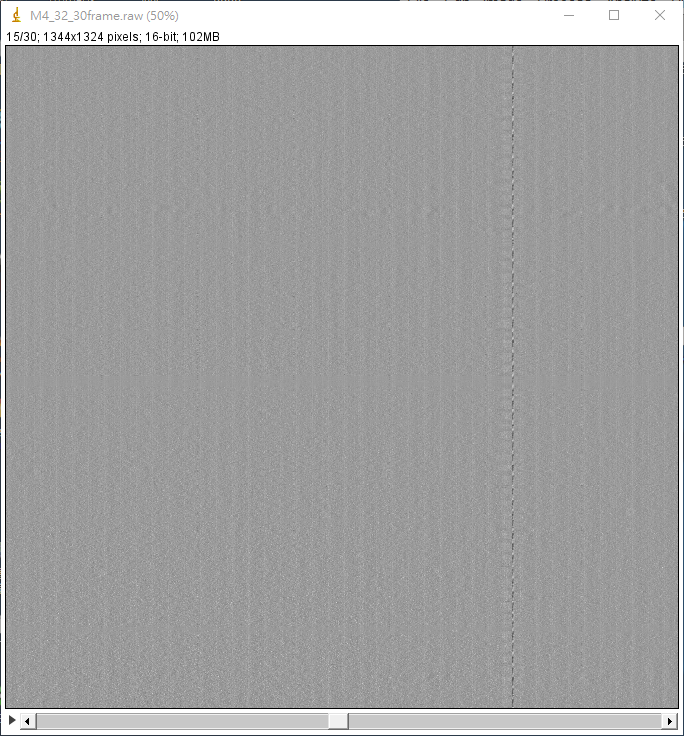 M4_32_30frame.raw (50%)
15/30; 1344x1324 pixels; 16-bit; 102MB